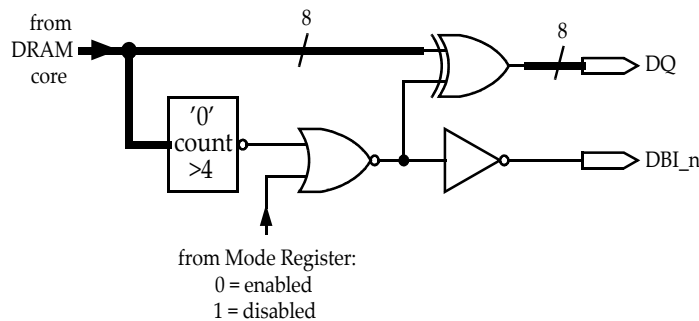 from
DRAM
core
8
8
DQ
'0'
count
>4
DBI_n
from Mode Register:
0 = enabled
1 = disabled